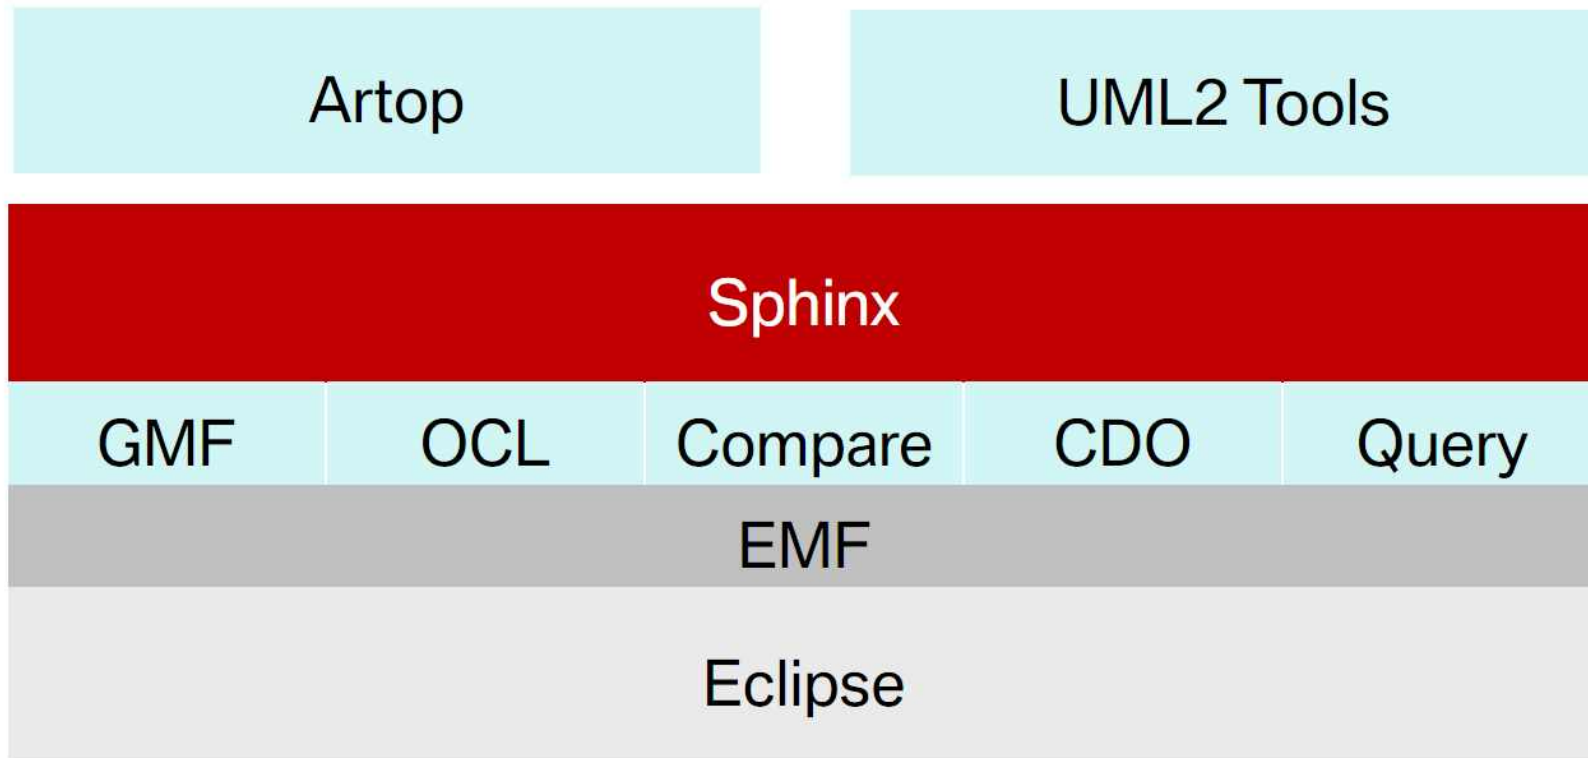 Artop
UML2 Tools
Sphinx
GMF OCL Compare CDO Query
EMF
Eclipse